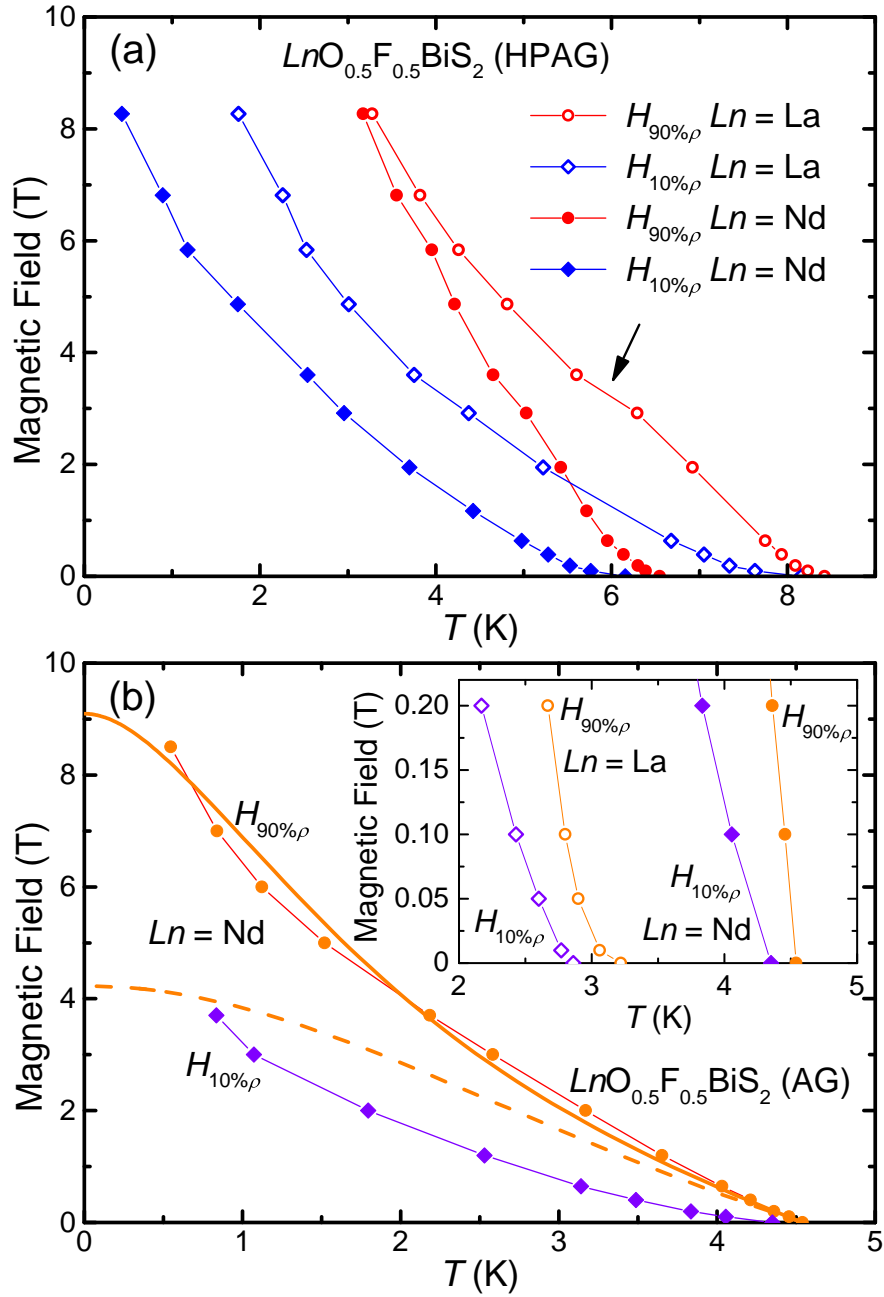 (a)
LnO0.5F0.5BiS2 (HPAG)
H90%ρ Ln = La
H10%ρ Ln = La
H90%ρ Ln = Nd
H10%ρ Ln = Nd
10
8
6
4
2
0
Magnetic Field (T)
0 2 4 6 8
T (K)
(b)
10
8
6
4
2
0
Magnetic Field (T)
H90%ρ
Ln = Nd
H10%ρ
LnO0.5F0.5BiS2 (AG)
0.20
0.15
0.10
0.05
0
Magnetic Field (T)
H90%ρ
Ln = La
H90%ρ
H10%ρ
H10%ρ
Ln = Nd
2 3 4 5
T (K)
0 1 2 3 4 5
T (K)